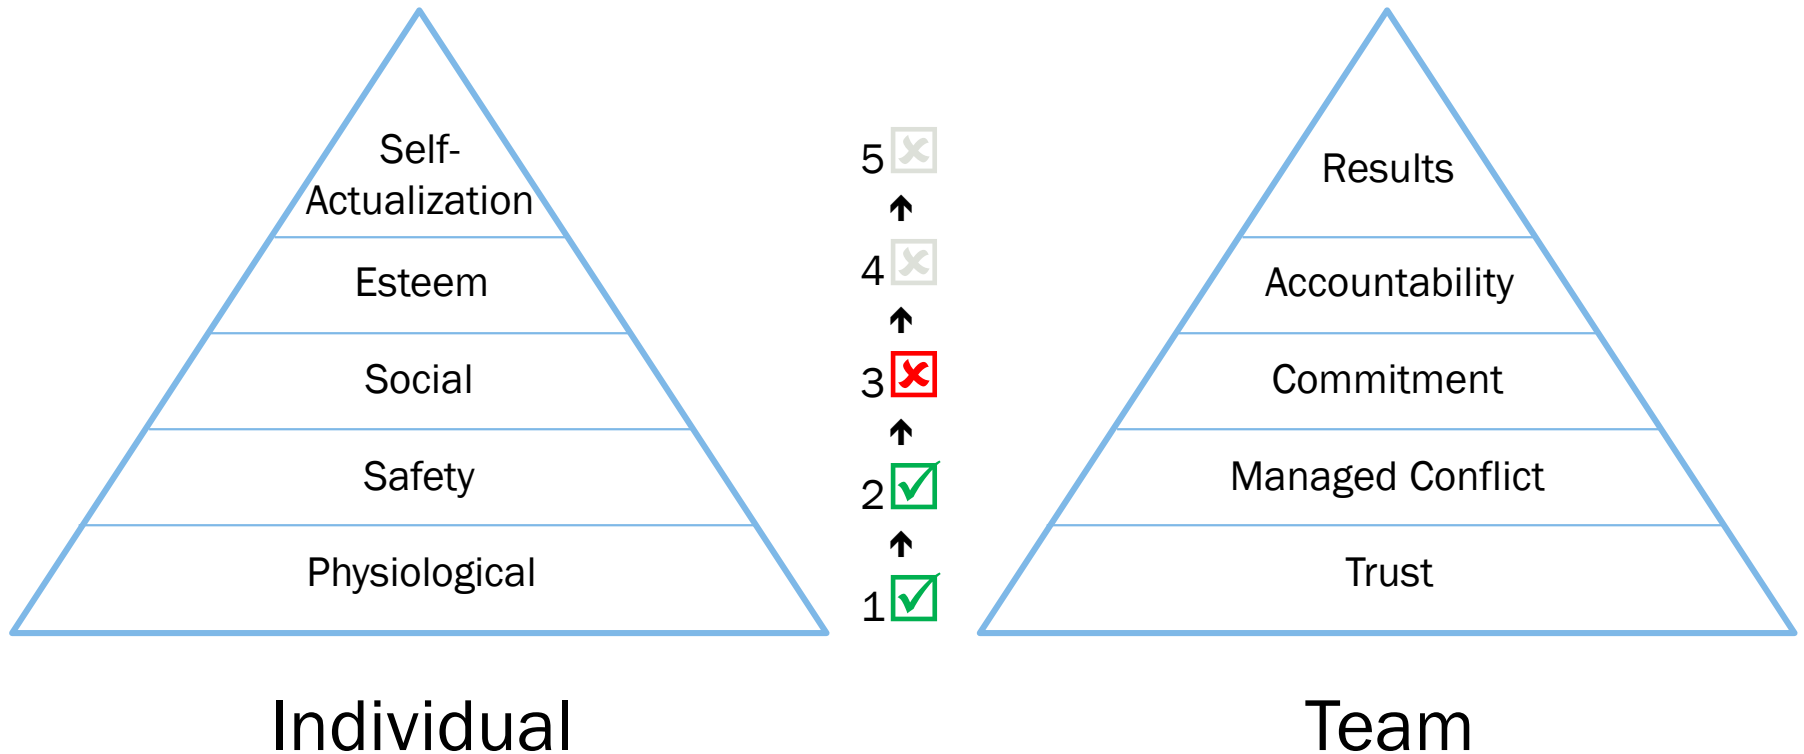 Self-
Actualization
Esteem
Social
Safety
Physiological
Individual
5
4
3
2
1
Results
Accountability
Commitment
Managed Conflict
Trust
Team